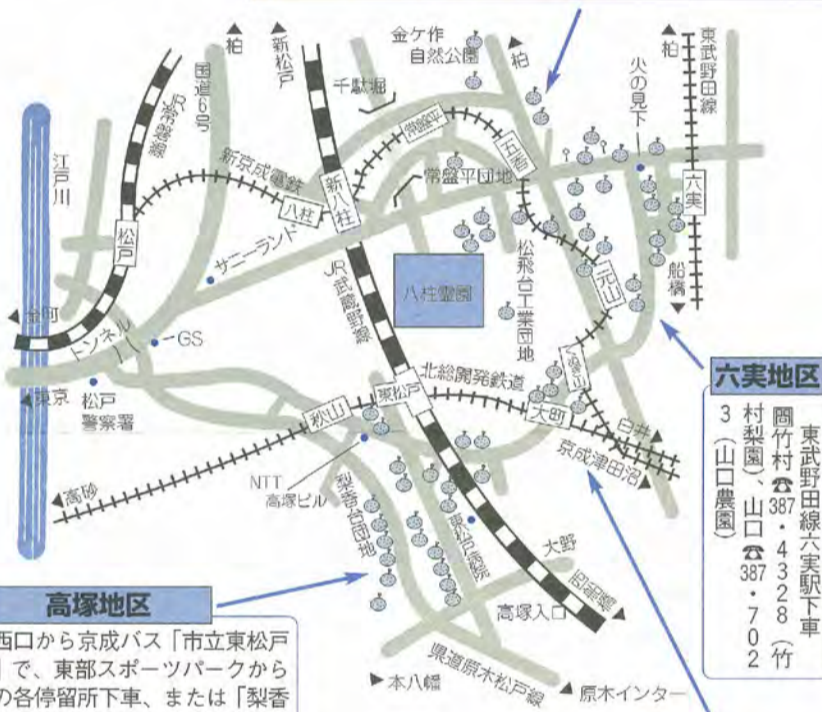 柏
新松戸
金ケ作
自然公園
柏
柏
東武野田線
火の見下
国道6号
JR常磐線
千駄堀
常盤平
五香
江戸川
新京成電鉄
新八柱
八柱
常盤平団地
六実
松戸
サニーランド
JR武蔵野線
八柱霊園
松飛台工業団地
元山
船橋
金町
トンネル
GS
東京
松戸
警察署
北総開発鉄道
東松戸
秋山
大町
白井
京成津田沼
高砂
NTT
高塚ビル
梨香台団地
東松戸病院
大野
高塚入口
西船橋
県道原木松戸線
本八幡
原木インター
六実地区
東武野田線六実駅下車
圌竹村☎387・4328(竹
村梨園)、山口☎387・702
3(山口農園)
高塚地区
西口から京成バス「市立東松戸
」で、東部スポーツパークから
の各停留所下車、または「梨香